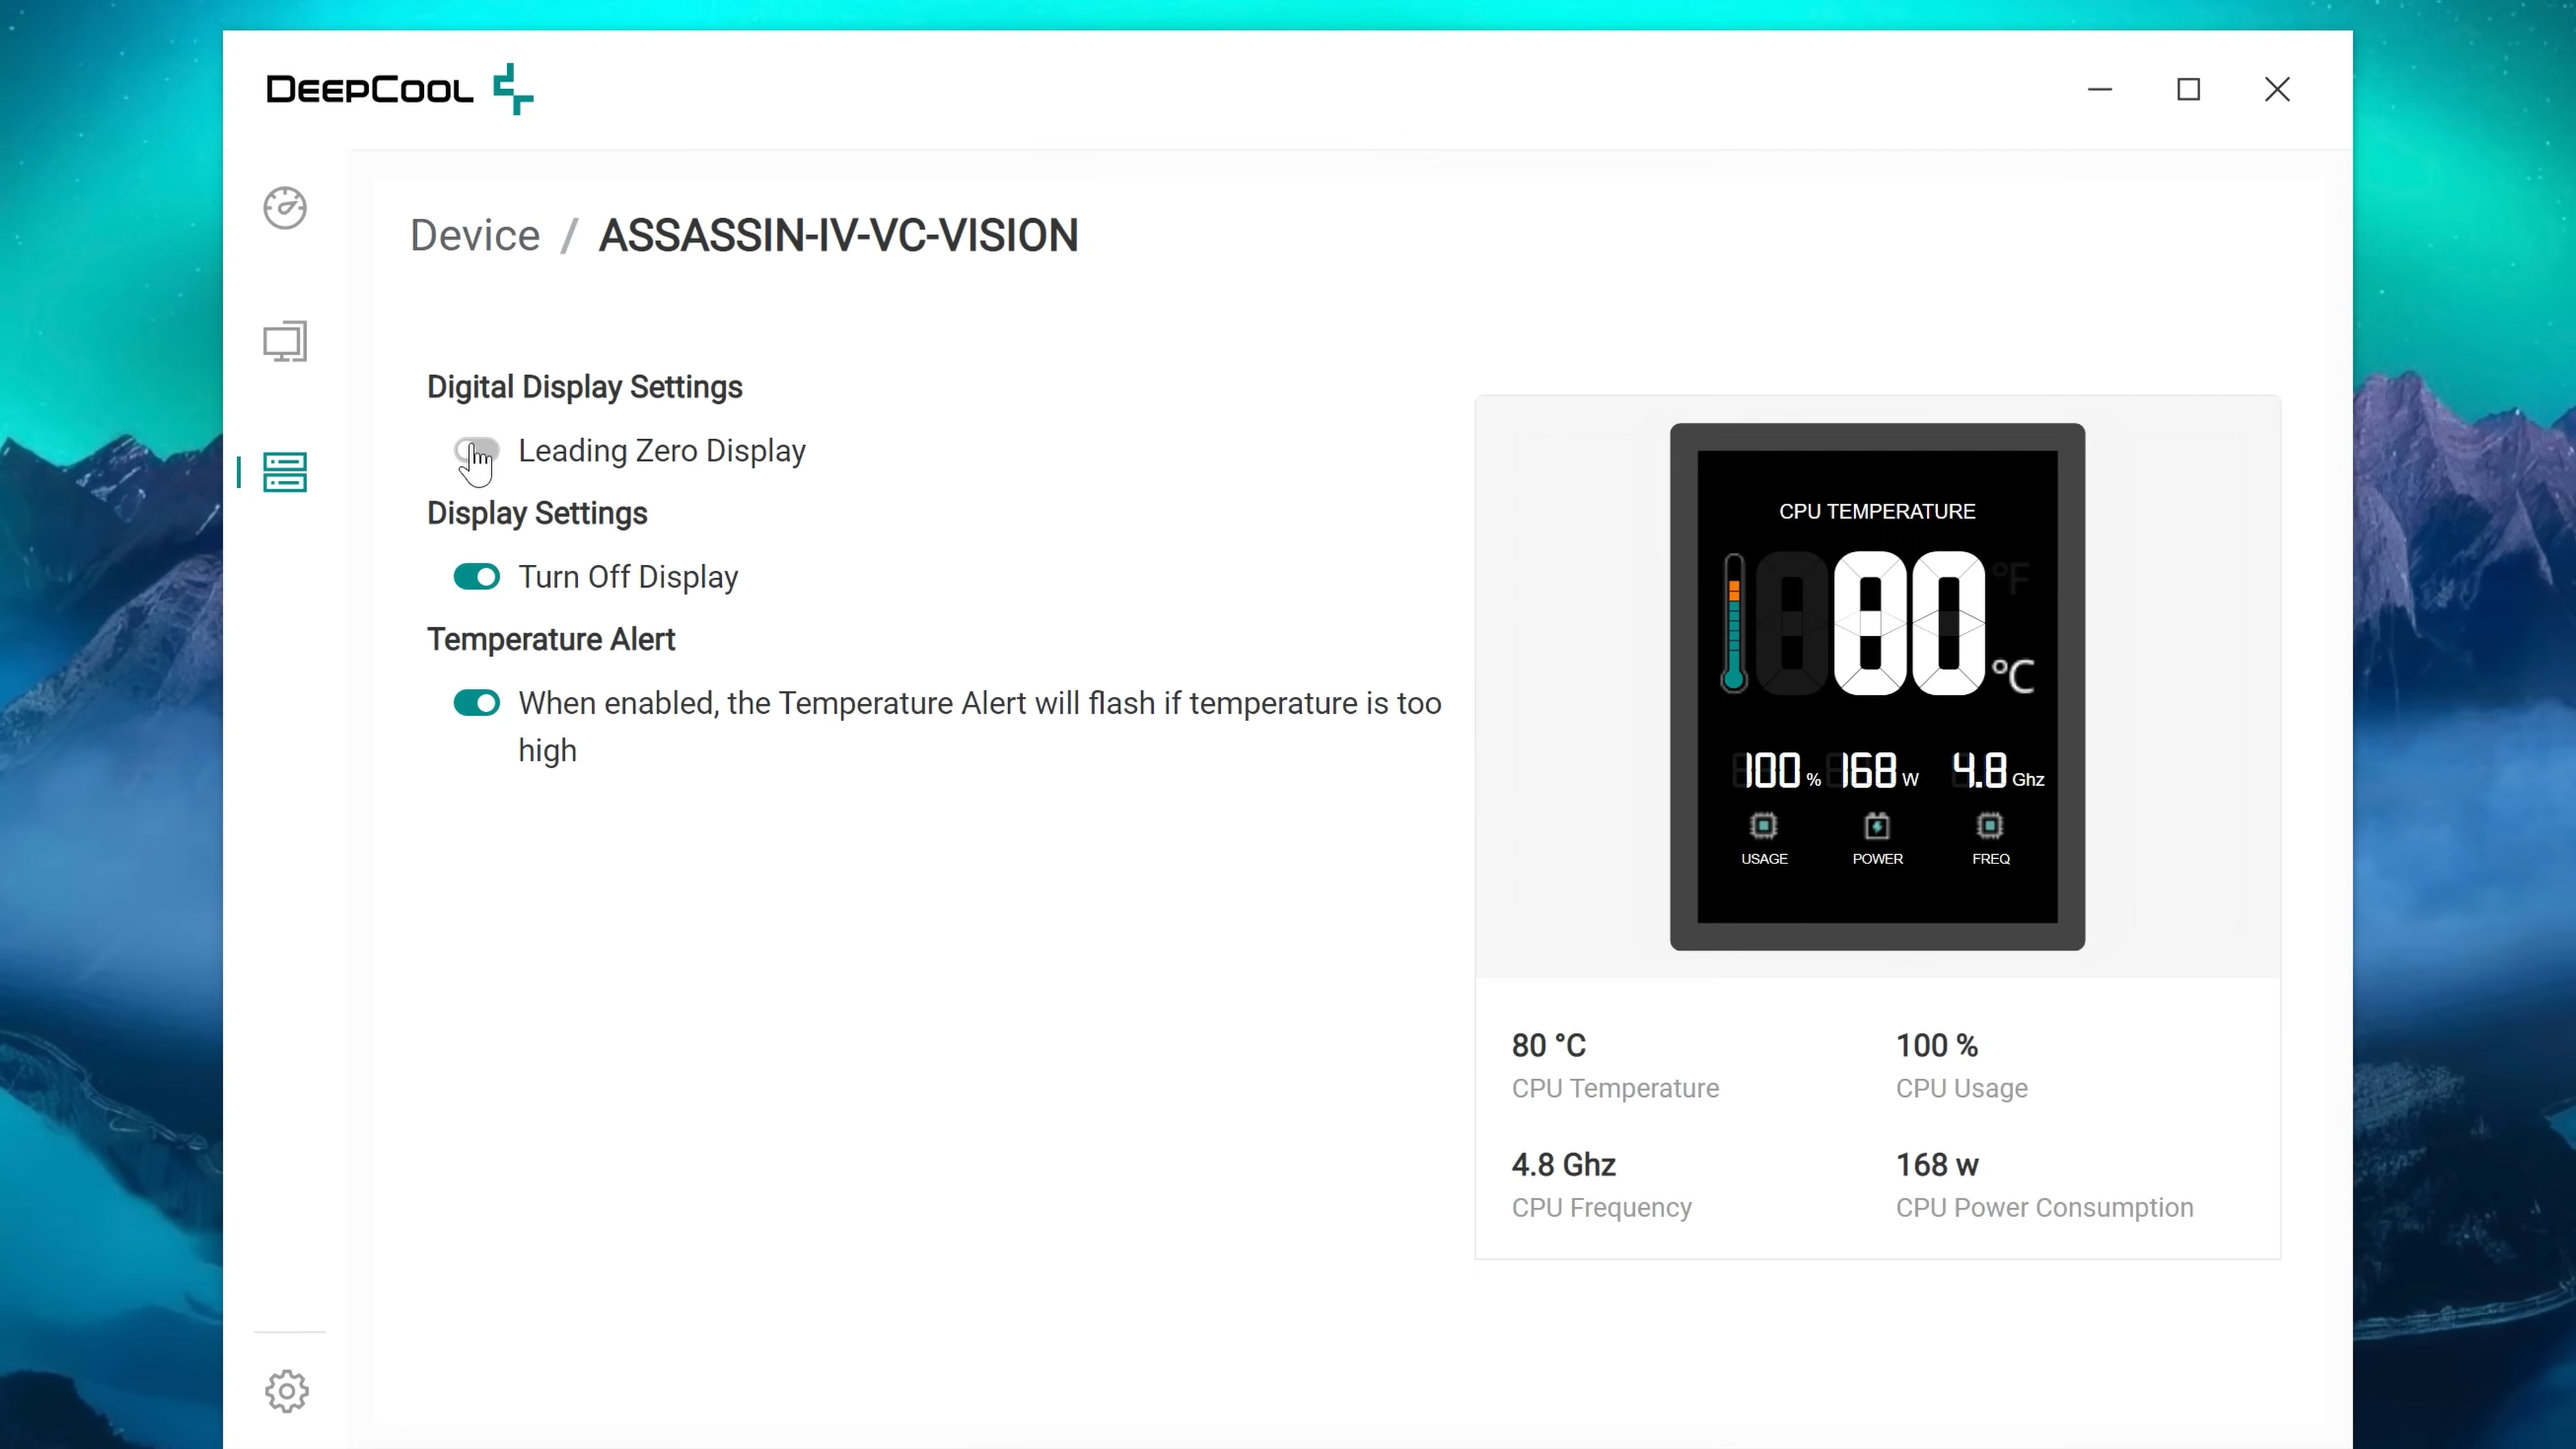 DEEPCOOL
Device / ASSASSIN-IV-VC-VISION
Digital Display Settings
Leading Zero Display
Display Settings
Turn Off Display
Temperature Alert
When enabled, the Temperature Alert will flash if temperature is too
high
CPU TEMPERATURE
80
°F
°C
100 % 168 W 4.8 Ghz
USAGE POWER FREQ
80 °C 100 %
CPU Temperature CPU Usage
4.8 Ghz 168 w
CPU Frequency CPU Power Consumption